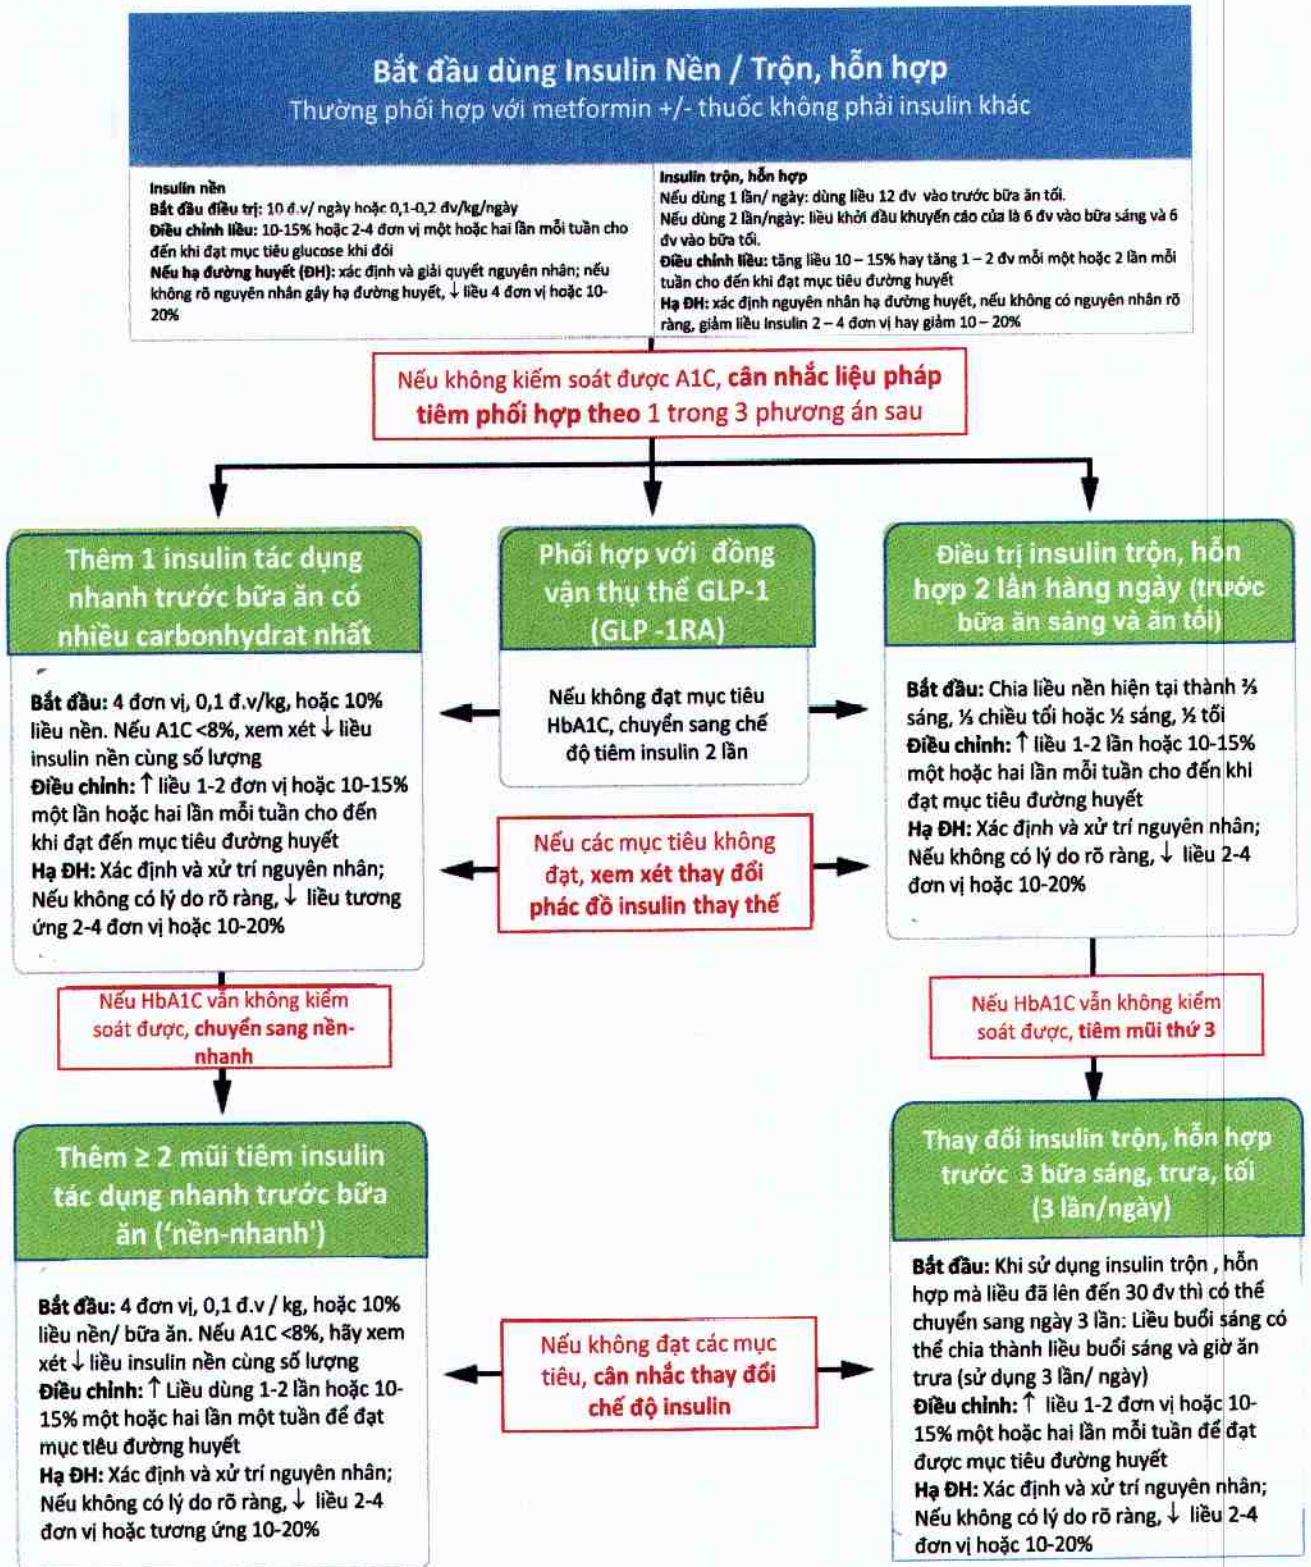 Bắt đầu dùng Insulin Nền / Trộn, hỗn hợp
Thường phối hợp với metformin +/- thuốc không phải insulin khác
Insulin nền
Bắt đầu điều trị: 10 đ.v/ ngày hoặc 0,1-0,2 đv/kg/ngày
Điều chỉnh liều: 10-15% hoặc 2-4 đơn vị một hoặc hai lần mỗi tuần cho
đến khi đạt mục tiêu glucose khi đói
Nếu hạ đường huyết (ĐH): xác định và giải quyết nguyên nhân; nếu
không rõ nguyên nhân gây hạ đường huyết, ↓ liều 4 đơn vị hoặc 10-
20%
Insulin trộn, hỗn hợp
Nếu dùng 1 lần/ ngày: dùng liều 12 đv vào trước bữa ăn tối.
Nếu dùng 2 lần/ngày: liều khởi đầu khuyến cáo của là 6 đv vào bữa sáng và 6
đv vào bữa tối.
Điều chỉnh liều: tăng liều 10 – 15% hay tăng 1 – 2 đv mỗi một hoặc 2 lần mỗi
tuần cho đến khi đạt mục tiêu đường huyết
Hạ ĐH: xác định nguyên nhân hạ đường huyết, nếu không có nguyên nhân rõ
ràng, giảm liều Insulin 2 – 4 đơn vị hay giảm 10 – 20%
Nếu không kiểm soát được A1C, cân nhắc liệu pháp
tiêm phối hợp theo 1 trong 3 phương án sau
Thêm 1 insulin tác dụng
nhanh trước bữa ăn có
nhiều carbonhydrat nhất
Bắt đầu: 4 đơn vị, 0,1 đ.v/kg, hoặc 10%
liều nền. Nếu A1C <8%, xem xét ↓ liều
insulin nền cùng số lượng
Điều chỉnh: ↑ liều 1-2 đơn vị hoặc 10-15%
một lần hoặc hai lần mỗi tuần cho đến
khi đạt đến mục tiêu đường huyết
Hạ ĐH: Xác định và xử trí nguyên nhân;
Nếu không có lý do rõ ràng, ↓ liều tương
ứng 2-4 đơn vị hoặc 10-20%
Phối hợp với đồng
vận thụ thể GLP-1
(GLP -1RA)
Nếu không đạt mục tiêu
HbA1C, chuyển sang chế
độ tiêm insulin 2 lần
Nếu các mục tiêu không
đạt, xem xét thay đổi
phác đồ insulin thay thế
Điều trị insulin trộn, hỗn
hợp 2 lần hàng ngày (trước
bữa ăn sáng và ăn tối)
Bắt đầu: Chia liều nền hiện tại thành ⅔
sáng, ⅓ chiều tối hoặc ½ sáng, ½ tối
Điều chỉnh: ↑ liều 1-2 lần hoặc 10-15%
một hoặc hai lần mỗi tuần cho đến khi
đạt mục tiêu đường huyết
Hạ ĐH: Xác định và xử trí nguyên nhân;
Nếu không có lý do rõ ràng, ↓ liều 2-4
đơn vị hoặc 10-20%
Nếu HbA1C vẫn không kiểm
soát được, chuyển sang nền-
nhanh
Nếu HbA1C vẫn không kiểm
soát được, tiêm mũi thứ 3
Thêm ≥ 2 mũi tiêm insulin
tác dụng nhanh trước bữa
ăn ('nền-nhanh')
Bắt đầu: 4 đơn vị, 0,1 đ.v / kg, hoặc 10%
liều nền/ bữa ăn. Nếu A1C <8%, hãy xem
xét ↓ liều insulin nền cùng số lượng
Điều chỉnh: ↑ Liều dùng 1-2 lần hoặc 10-
15% một hoặc hai lần một tuần để đạt
mục tiêu đường huyết
Hạ ĐH: Xác định và xử trí nguyên nhân;
Nếu không có lý do rõ ràng, ↓ liều 2-4
đơn vị hoặc tương ứng 10-20%
Nếu không đạt các mục
tiêu, cân nhắc thay đổi
chế độ insulin
Thay đổi insulin trộn, hỗn hợp
trước 3 bữa sáng, trưa, tối
(3 lần/ngày)
Bắt đầu: Khi sử dụng insulin trộn , hỗn
hợp mà liều đã lên đến 30 đv thì có thể
chuyển sang ngày 3 lần: Liều buổi sáng có
thể chia thành liều buổi sáng và giờ ăn
trưa (sử dụng 3 lần/ ngày)
Điều chỉnh: ↑ liều 1-2 đơn vị hoặc 10-
15% một hoặc hai lần mỗi tuần để đạt
được mục tiêu đường huyết
Hạ ĐH: Xác định và xử trí nguyên nhân;
Nếu không có lý do rõ ràng, ↓ liều 2-4
đơn vị hoặc 10-20%